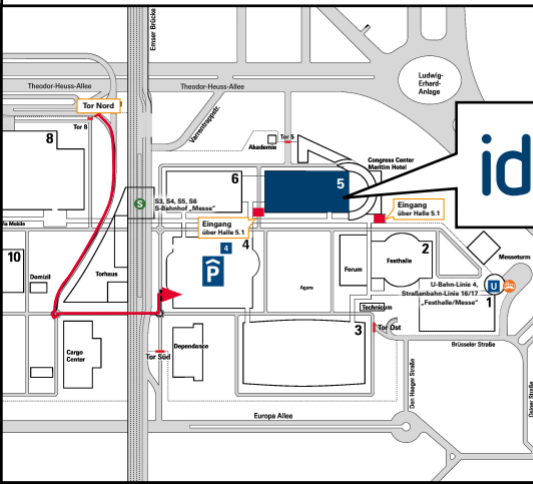 Emser Brücke
Theodor-Heuss-Allee
Theodor-Heuss-Allee
Ludwig-
Erhard-
Anlage
Tor Nord
Tor 8
8
Varrentrappstr.
Akademie
Tor 5
Congress Center
Maritim Hotel
id
6
5
S
S3, S4, S5, S6
S-Bahnhof „Messe“
Eingang
über Halle 5.1
Eingang
über Halle 5.1
4
4
P
10
Domizil
Torhaus
Agora
Forum
Festhalle
2
Messeturm
U-Bahn-Linie 4,
Straßenbahn-Linie 16/17
„Festhalle/Messe“
U
1
Technicum
3
Tor Ost
Brüsseler Straße
Cargo
Center
Tor Süd
Dependance
Den Haager Straße
Europa Allee